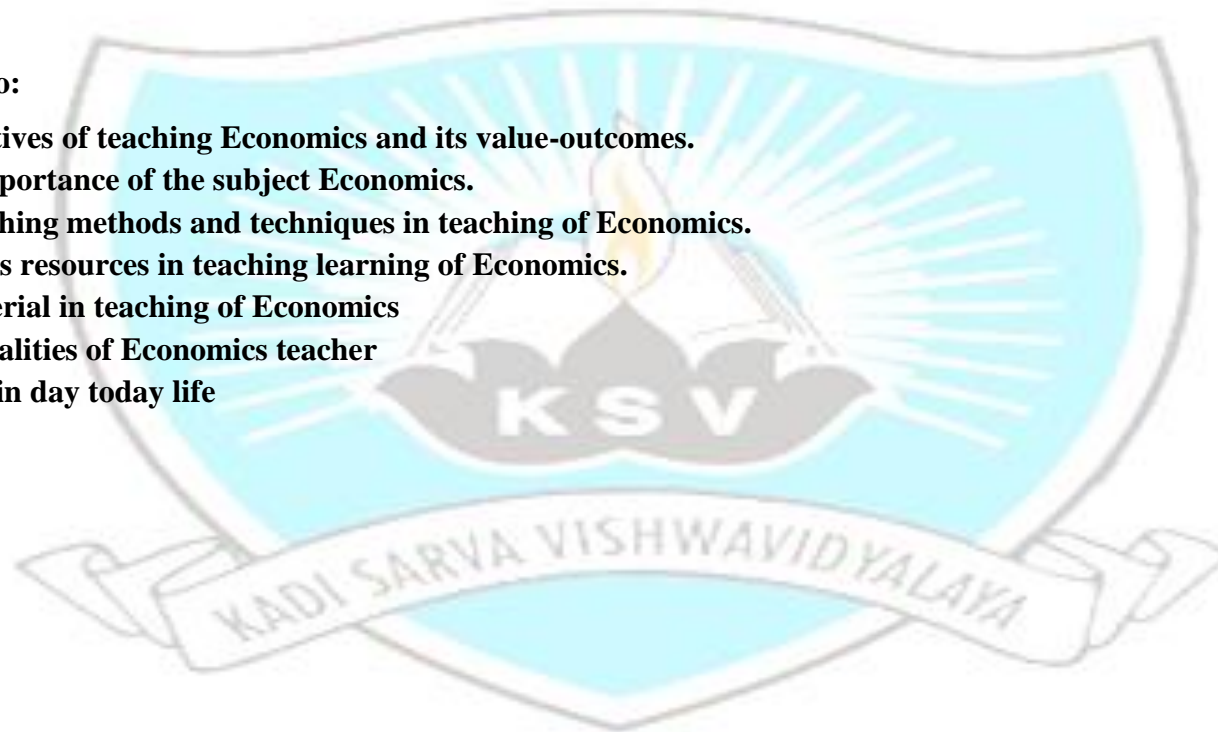 o:
tives of teaching Economics and its value-outcomes.
portance of the subject Economics.
hing methods and techniques in teaching of Economics.
s resources in teaching learning of Economics.
erial in teaching of Economics
alities of Economics teacher
in day today life
KSV
KADI SARVA VISHWAVIDYALAYA